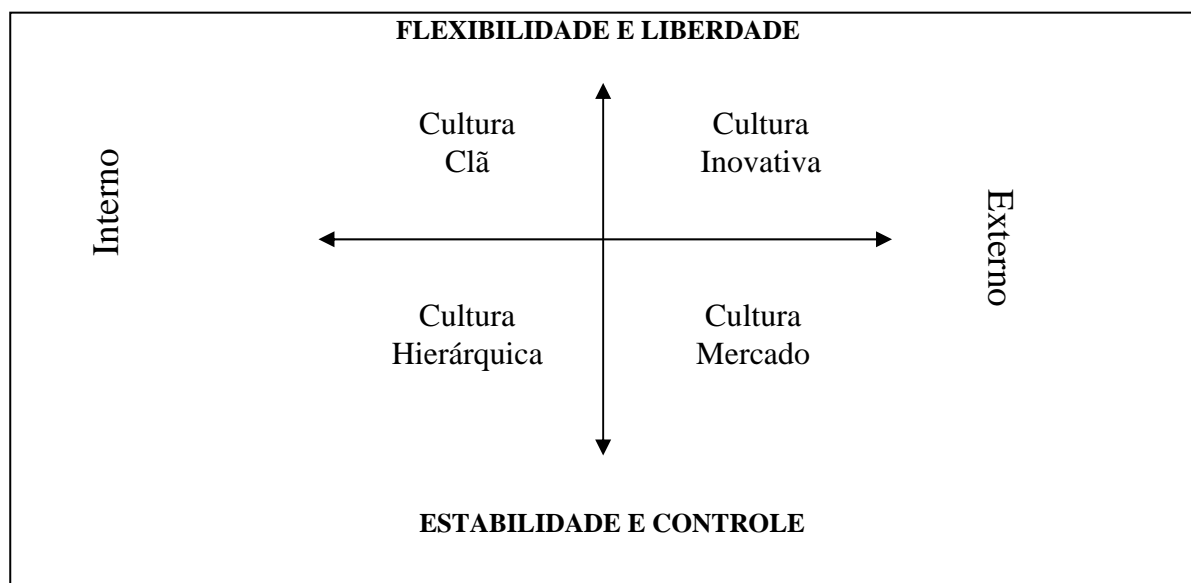 FLEXIBILIDADE E LIBERDADE
Cultura
Clã
Cultura
Inovativa
Interno
Externo
Cultura
Hierárquica
Cultura
Mercado
ESTABILIDADE E CONTROLE